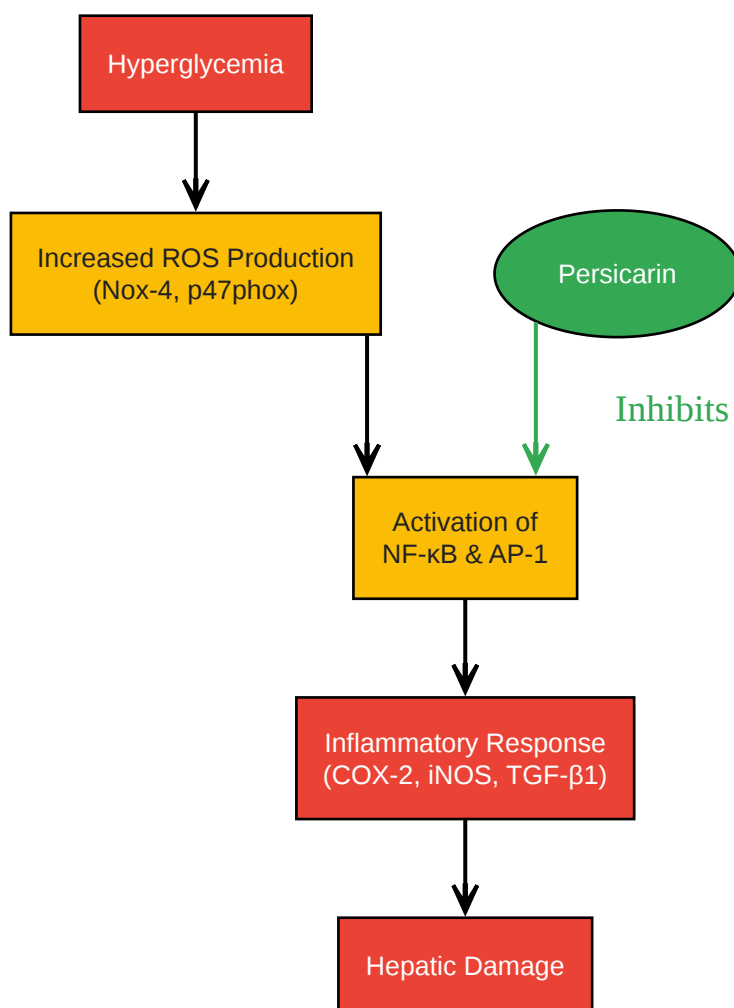 Hyperglycemia
Increased ROS Production
(Nox-4, p47phox)
Persicarin
Inhibits
Activation of
NF-κB & AP-1
Inflammatory Response
(COX-2, iNOS, TGF-β1)
Hepatic Damage